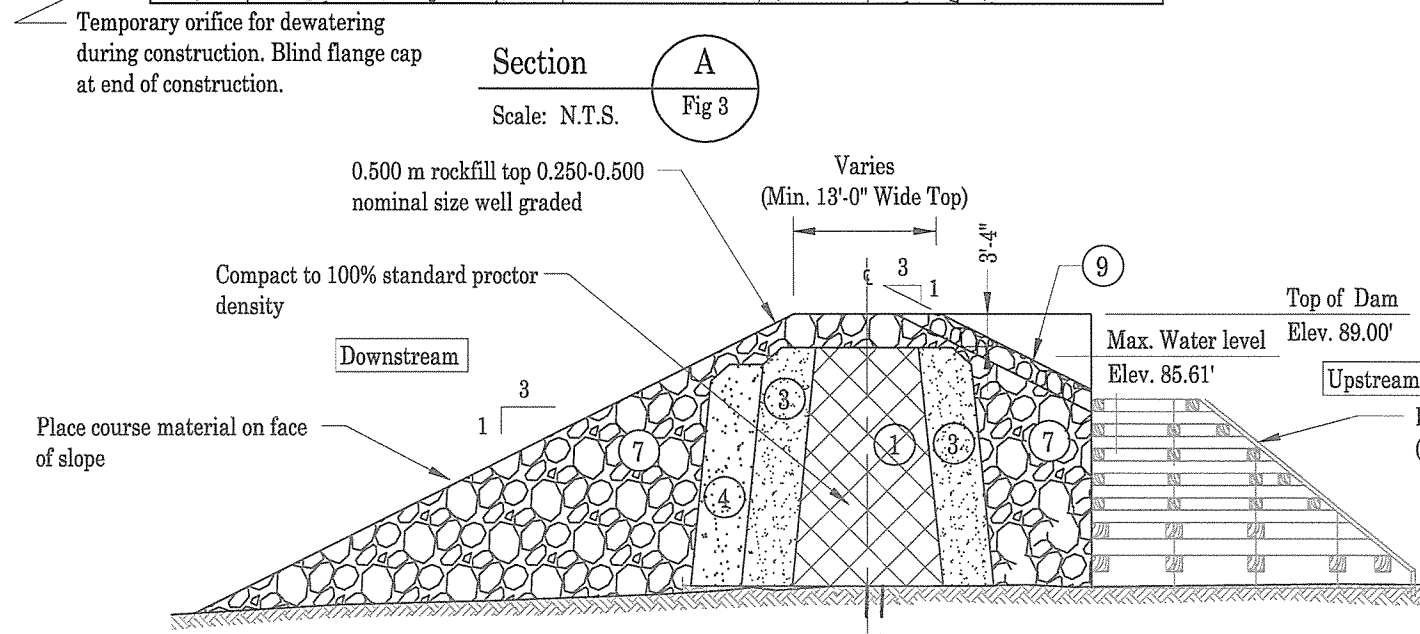 Temporary orifice for dewatering
during construction. Blind flange cap
at end of construction.
Section
A
Scale: N.T.S.
Fig 3
0.500 m rockfill top 0.250-0.500
nominal size well graded
Varies
(Min. 13'-0" Wide Top)
3'-4"
9
℄
3
1
Compact to 100% standard proctor
density
Top of Dam
Elev. 89.00'
Max. Water level
Elev. 85.61'
Downstream
Upstream
3
1
Place course material on face
of slope
7
4
3
1
3
7